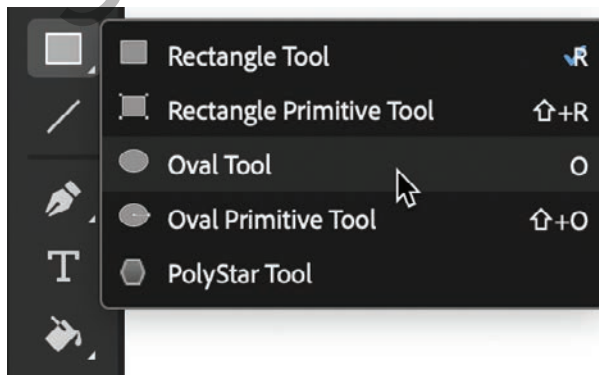 Rectangle Tool R
Rectangle Primitive Tool ⇧+R
Oval Tool O
Oval Primitive Tool ⇧+O
T PolyStar Tool